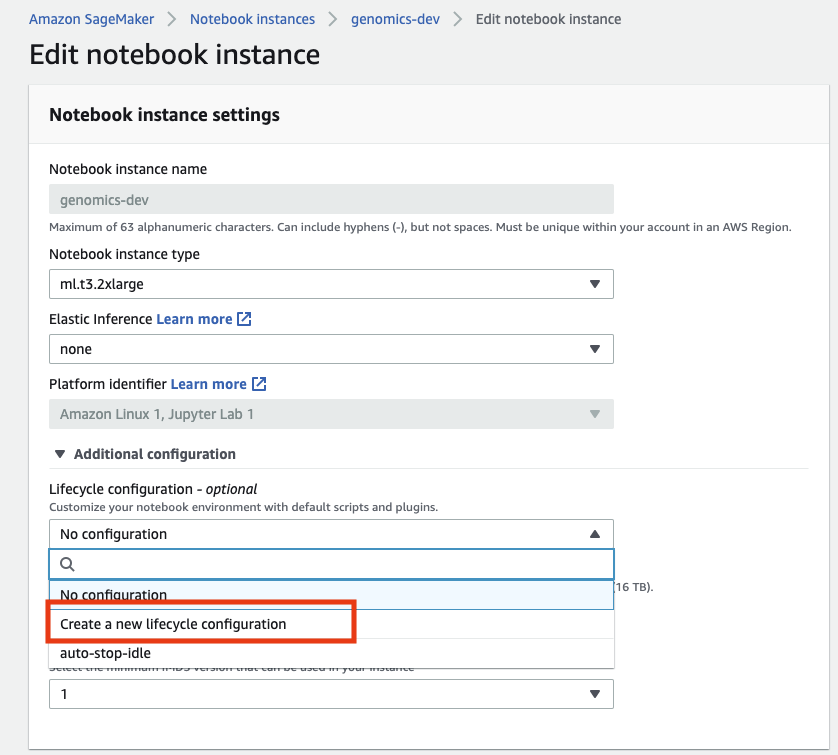 Amazon SageMaker > Notebook instances > genomics-dev > Edit notebook instance
Edit notebook instance
Notebook instance settings
Notebook instance name
genomics-dev
Maximum of 63 alphanumeric characters. Can include hyphens (-), but not spaces. Must be unique within your account in an AWS Region.
Notebook instance type
ml.t3.2xlarge
Elastic Inference Learn more
none
Platform identifier Learn more
Amazon Linux 1, Jupyter Lab 1
Additional configuration
Lifecycle configuration - optional
Customize your notebook environment with default scripts and plugins.
No configuration
16 TB).
No configuration
Create a new lifecycle configuration
auto-stop-idle
Select the minimum IMDS version that can be used in your instance
1